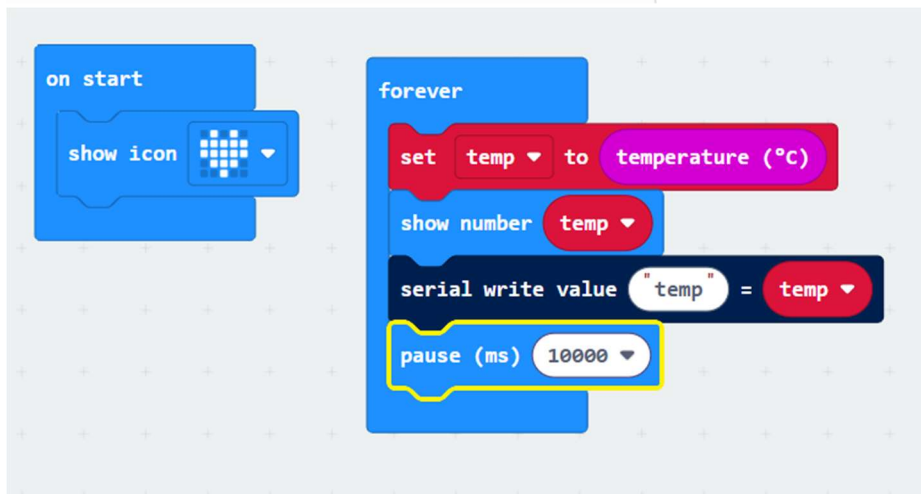 on start
show icon
forever
set temp to temperature (°C)
show number temp
serial write value "temp" = temp
pause (ms) 10000